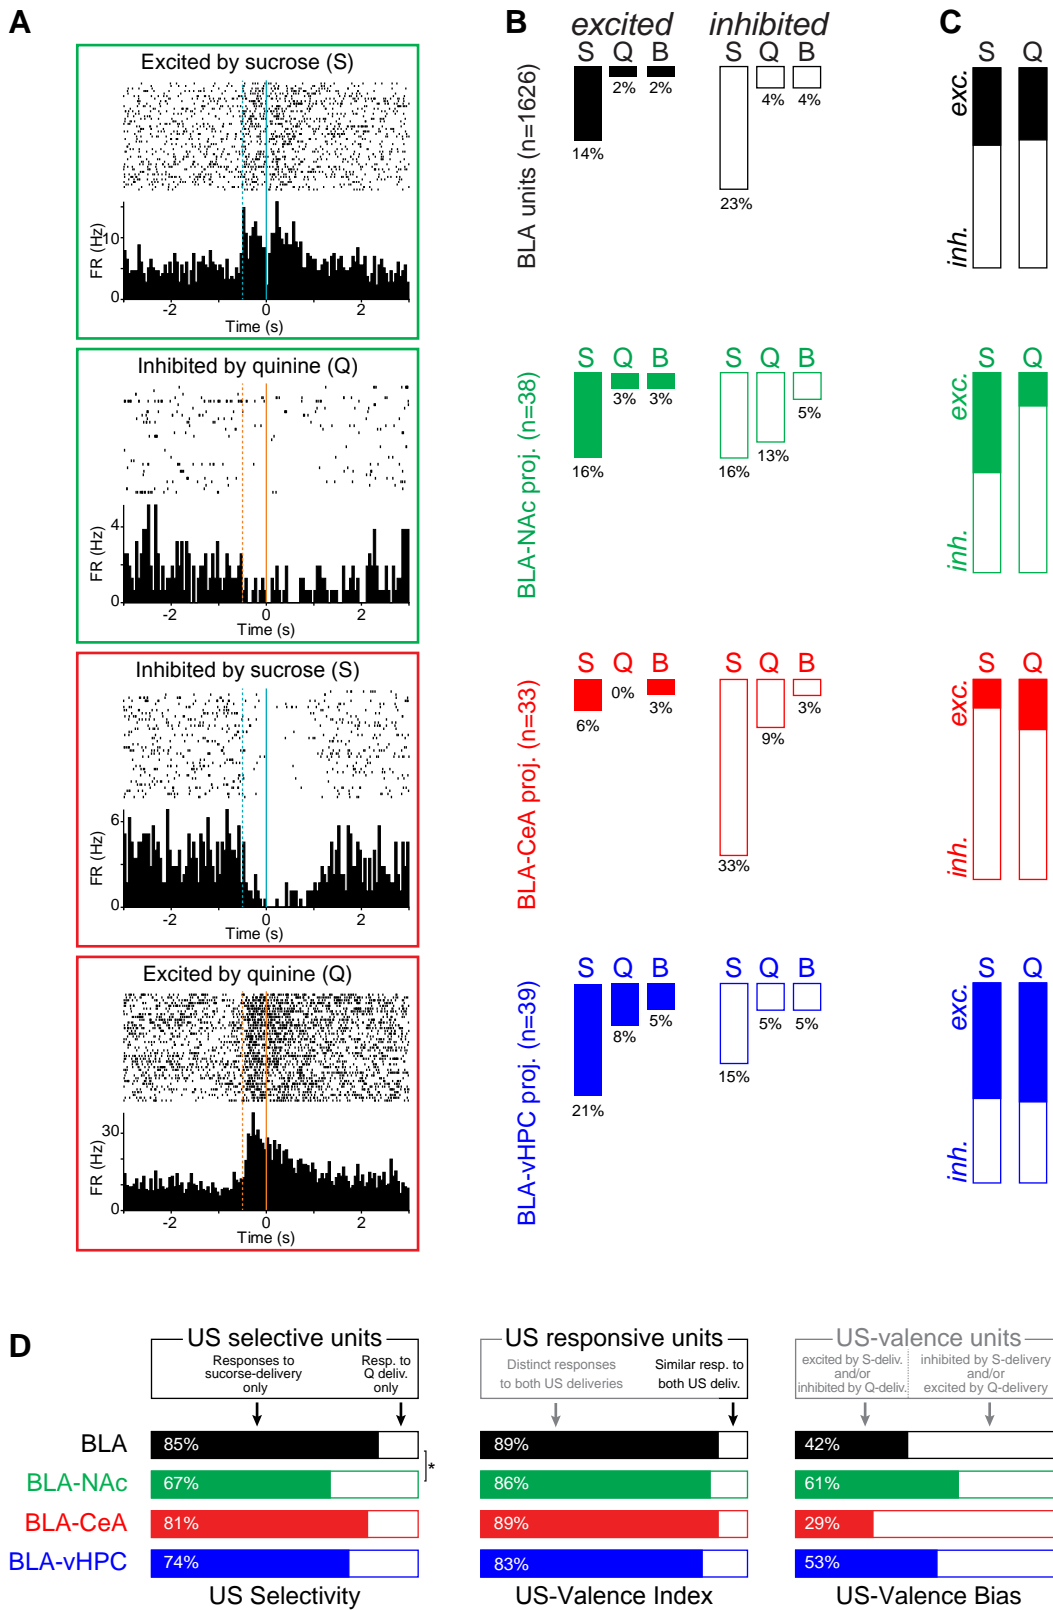 A
Excited by sucrose (S)
FR (Hz)
10
0
-2
0
2
Time (s)
Inhibited by quinine (Q)
FR (Hz)
4
0
-2
0
2
Time (s)
Inhibited by sucrose (S)
FR (Hz)
6
0
-2
0
2
Time (s)
Excited by quinine (Q)
FR (Hz)
30
0
-2
0
2
Time (s)
B
excited
inhibited
BLA units (n=1626)
S Q B
14%
2%
2%
S Q B
23%
4%
4%
BLA-NAc proj. (n=38)
S Q B
16%
3%
3%
S Q B
16%
13%
5%
BLA-CeA proj. (n=33)
S Q B
6%
0%
3%
S Q B
33%
9%
3%
BLA-vHPC proj. (n=39)
S Q B
21%
8%
5%
S Q B
15%
5%
5%
C
S Q
exc.
inh.
S Q
exc.
inh.
S Q
exc.
inh.
S Q
exc.
inh.
D
US selective units
Responses to
sucorse-delivery
only
Resp. to
Q deliv.
only
US responsive units
Distinct responses
to both US deliveries
Similar resp. to
both US deliv.
US-valence units
excited by S-deliv.
and/or
inhibited by Q-deliv.
inhibited by S-delivery
and/or
excited by Q-delivery
BLA
85%
89%
42%
*
BLA-NAc
67%
86%
61%
BLA-CeA
81%
89%
29%
BLA-vHPC
74%
83%
53%
US Selectivity
US-Valence Index
US-Valence Bias